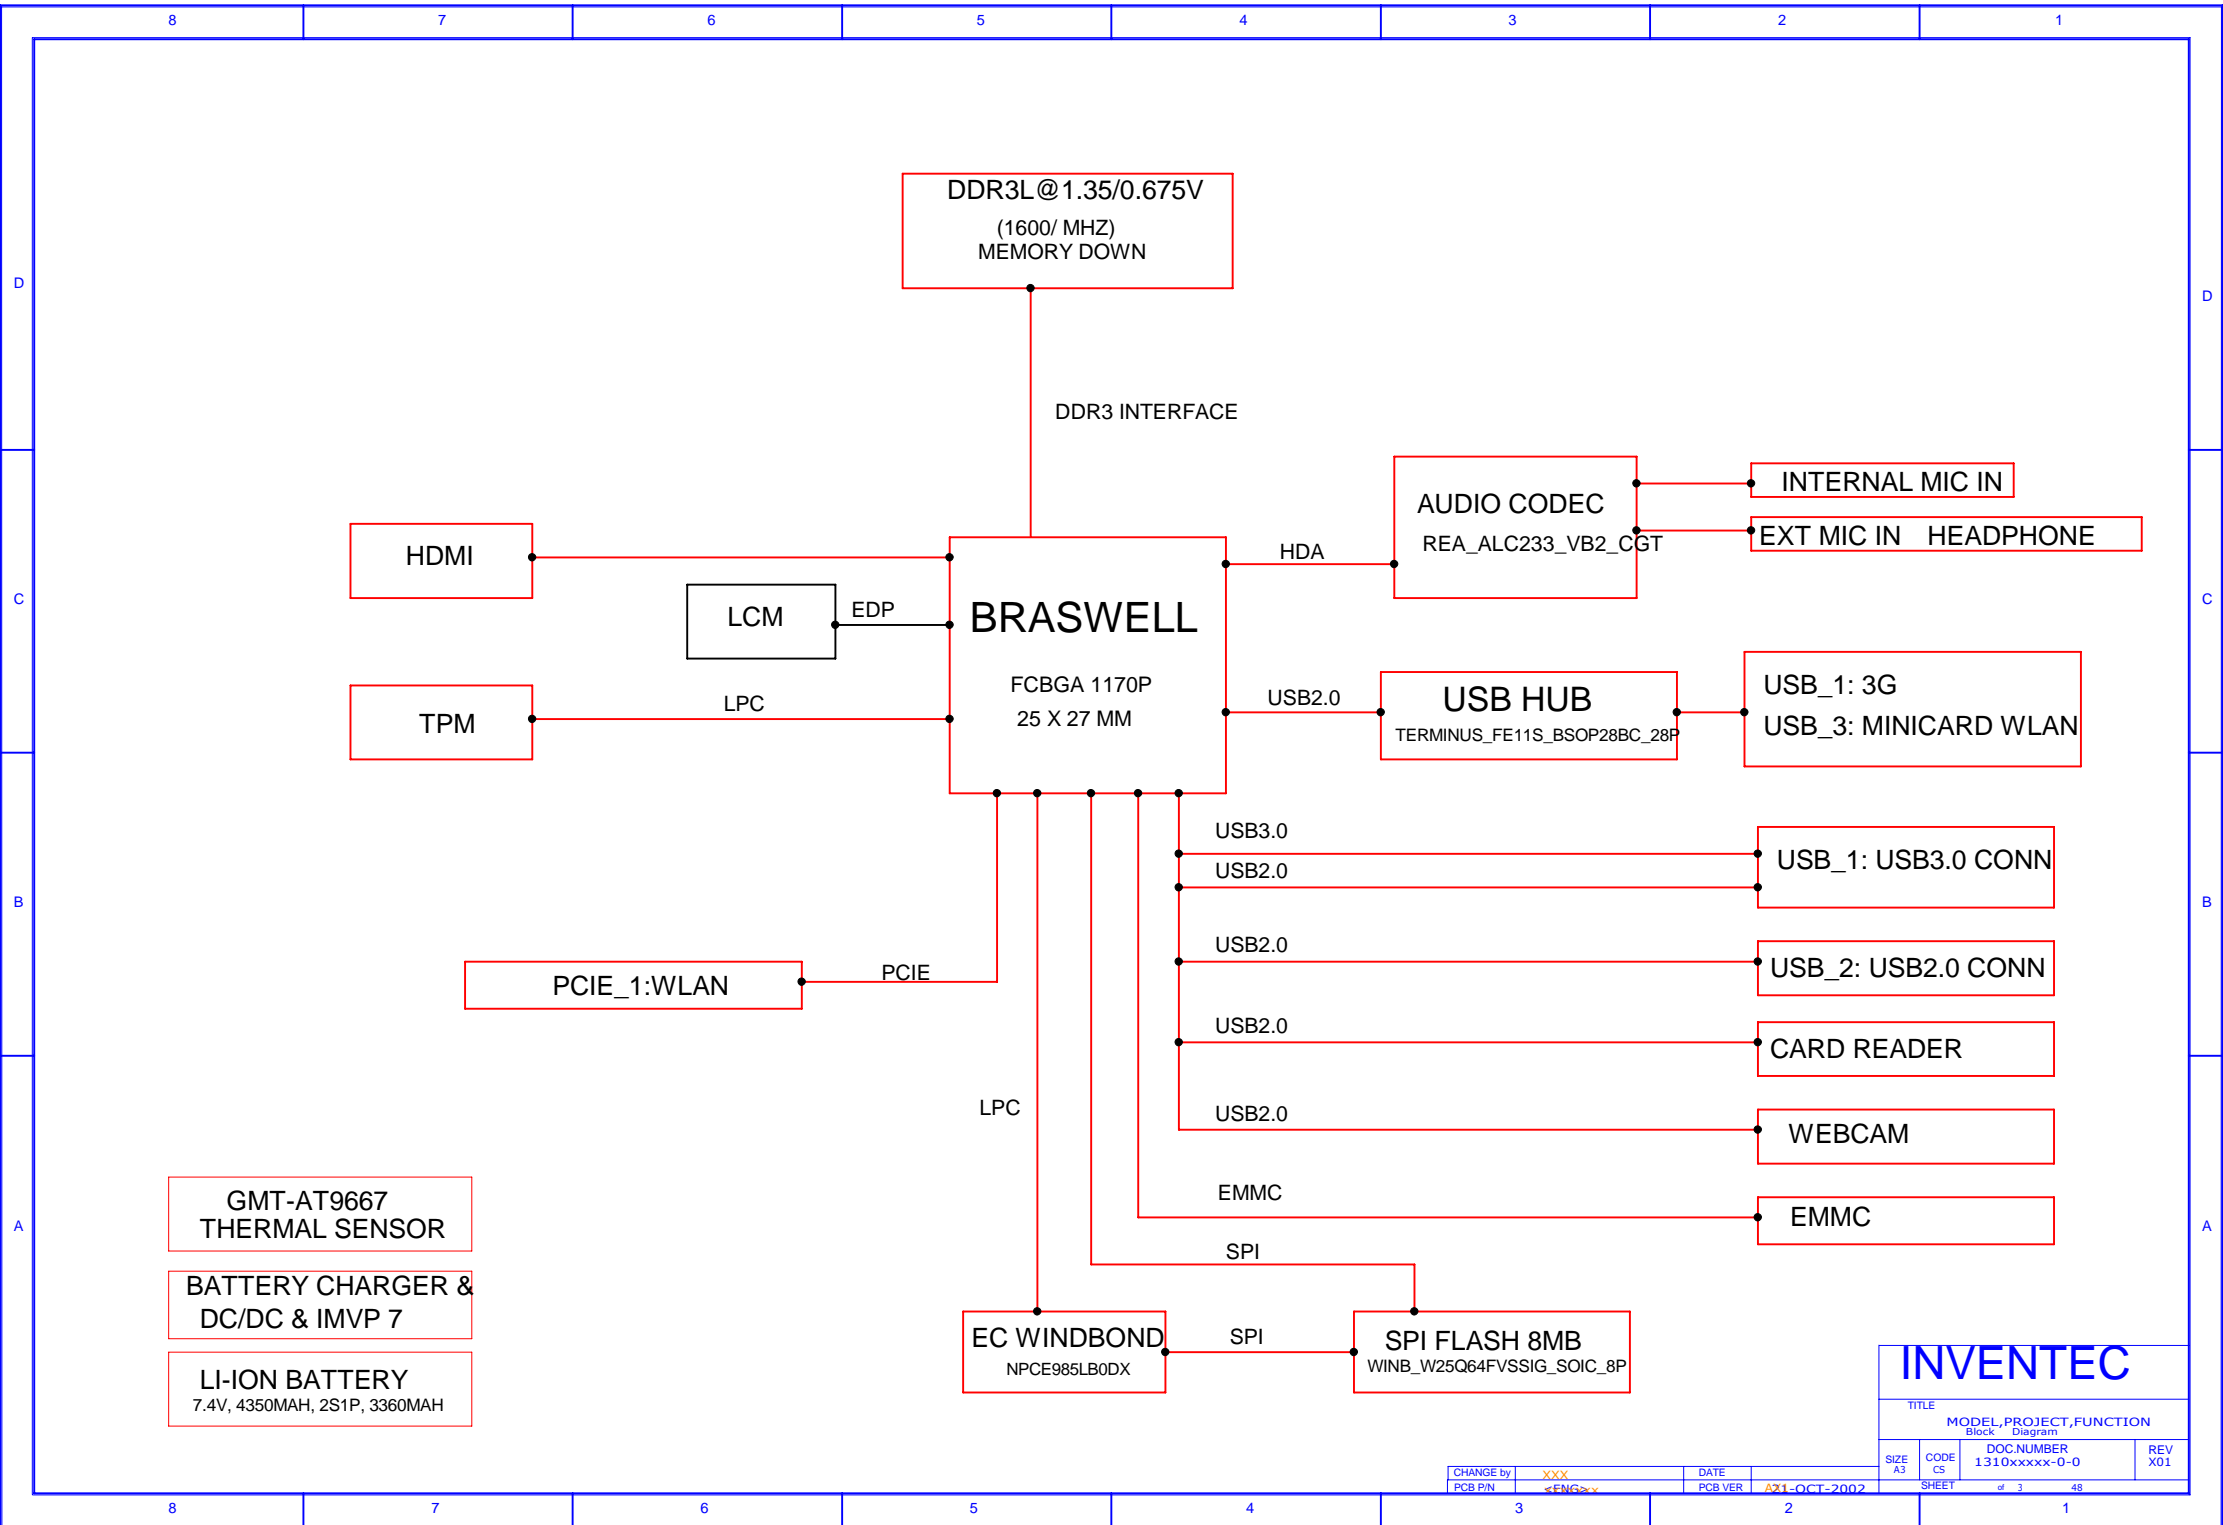 8 7 6 5 4 3 2 1
DDR3L@1.35/0.675V
(1600/ MHZ)
MEMORY DOWN
D
D
DDR3 INTERFACE
AUDIO CODEC
REA_ALC233_VB2_CGT
INTERNAL MIC IN
EXT MIC IN HEADPHONE
HDMI
HDA
C
C
LCM
EDP
BRASWELL
FCBGA 1170P
25 X 27 MM
TPM
LPC
USB2.0
USB HUB
TERMINUS_FE11S_BSOP28BC_28P
USB_1: 3G
USB_3: MINICARD WLAN
USB3.0
USB2.0
USB_1: USB3.0 CONN
B
B
USB2.0
USB_2: USB2.0 CONN
PCIE_1:WLAN
PCIE
USB2.0
CARD READER
LPC
USB2.0
WEBCAM
EMMC
EMMC
A
A
GMT-AT9667
THERMAL SENSOR
SPI
BATTERY CHARGER &
DC/DC & IMVP 7
EC WINDBOND
NPCE985LB0DX
SPI
SPI FLASH 8MB
WINB_W25Q64FVSSIG_SOIC_8P
LI-ION BATTERY
7.4V, 4350MAH, 2S1P, 3360MAH
INVENTEC
TITLE
MODEL,PROJECT,FUNCTION
Block Diagram
SIZE
A3
CODE
CS
DOC.NUMBER
1310xxxxx-0-0
REV
X01
CHANGE by XXX DATE
PCB P/N <ENG> PCB VER 21-OCT-2002
SHEET of 3 48
8 7 6 5 4 3 2 1